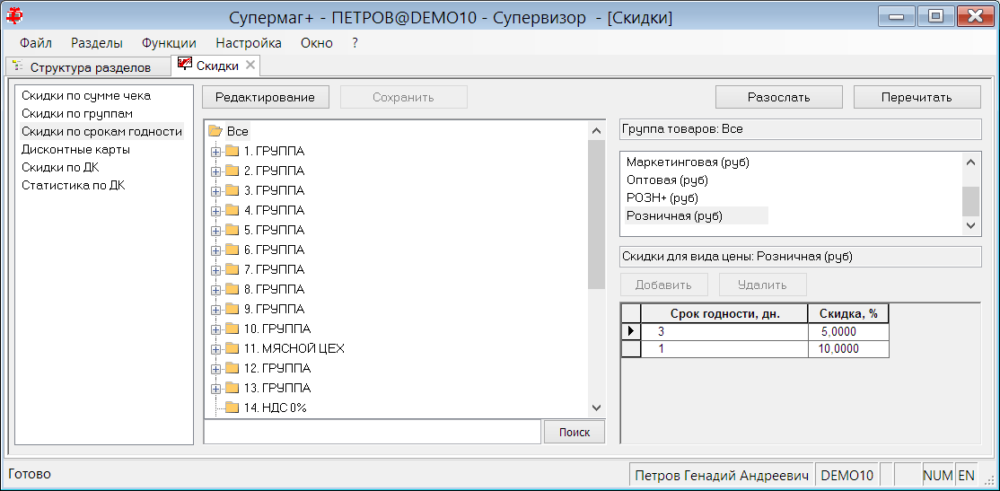 Супермаг+ - ПЕТРОВ@DEMO10 - Супервизор - [Скидки]
Файл Разделы Функции Настройка Окно ?
Структура разделов Скидки
Скидки по сумме чека
Скидки по группам
Скидки по срокам годности
Дисконтные карты
Скидки по ДК
Статистика по ДК
Редактирование Сохранить Разослать Перечитать
Все
1. ГРУППА
2. ГРУППА
3. ГРУППА
4. ГРУППА
5. ГРУППА
6. ГРУППА
7. ГРУППА
8. ГРУППА
9. ГРУППА
10. ГРУППА
11. МЯСНОЙ ЦЕХ
12. ГРУППА
13. ГРУППА
14. НДС 0%
Поиск
Группа товаров: Все
Маркетинговая (руб)
Оптовая (руб)
РОЗН+ (руб)
Розничная (руб)
Скидки для вида цены: Розничная (руб)
Добавить Удалить
Срок годности, дн. Скидка, %
3 5,0000
1 10,0000
Готово Петров Генадий Андреевич DEMO10 NUM EN